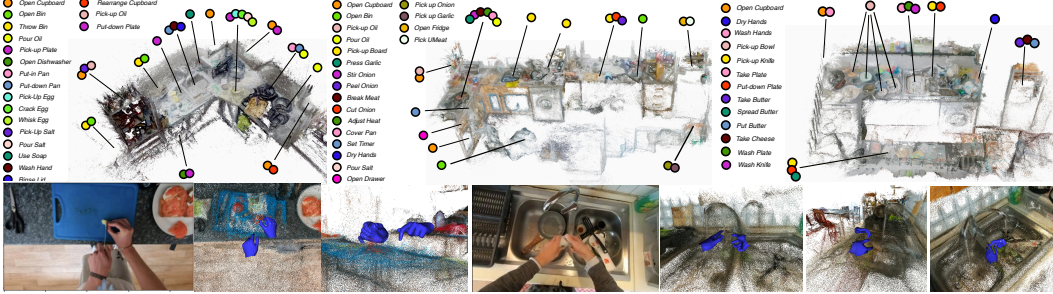 Open Cupboard
Open Bin
Throw Bin
Pour Oil
Pick-up Plate
Open Dishwasher
Put-in Pan
Put-down Pan
Pick-Up Egg
Crack Egg
Whisk Egg
Pick-Up Salt
Pour Salt
Use Soap
Wash Hand
Rinse Lid
Rearrange Cupboard
Pick-up Oil
Put-down Plate
Open Cupboard
Open Bin
Pick-up Oil
Pour Oil
Pick-up Board
Press Garlic
Stir Onion
Peel Onion
Break Meat
Cut Onion
Adjust Heat
Cover Pan
Set Timer
Dry Hands
Pour Salt
Open Drawer
Pick up Onion
Pick up Garlic
Open Fridge
Pick UMeat
Open Cupboard
Dry Hands
Wash Hands
Pick-up Bowl
Pick-up Knife
Take Plate
Put-down Plate
Take Butter
Spread Butter
Put Butter
Take Cheese
Wash Plate
Wash Knife